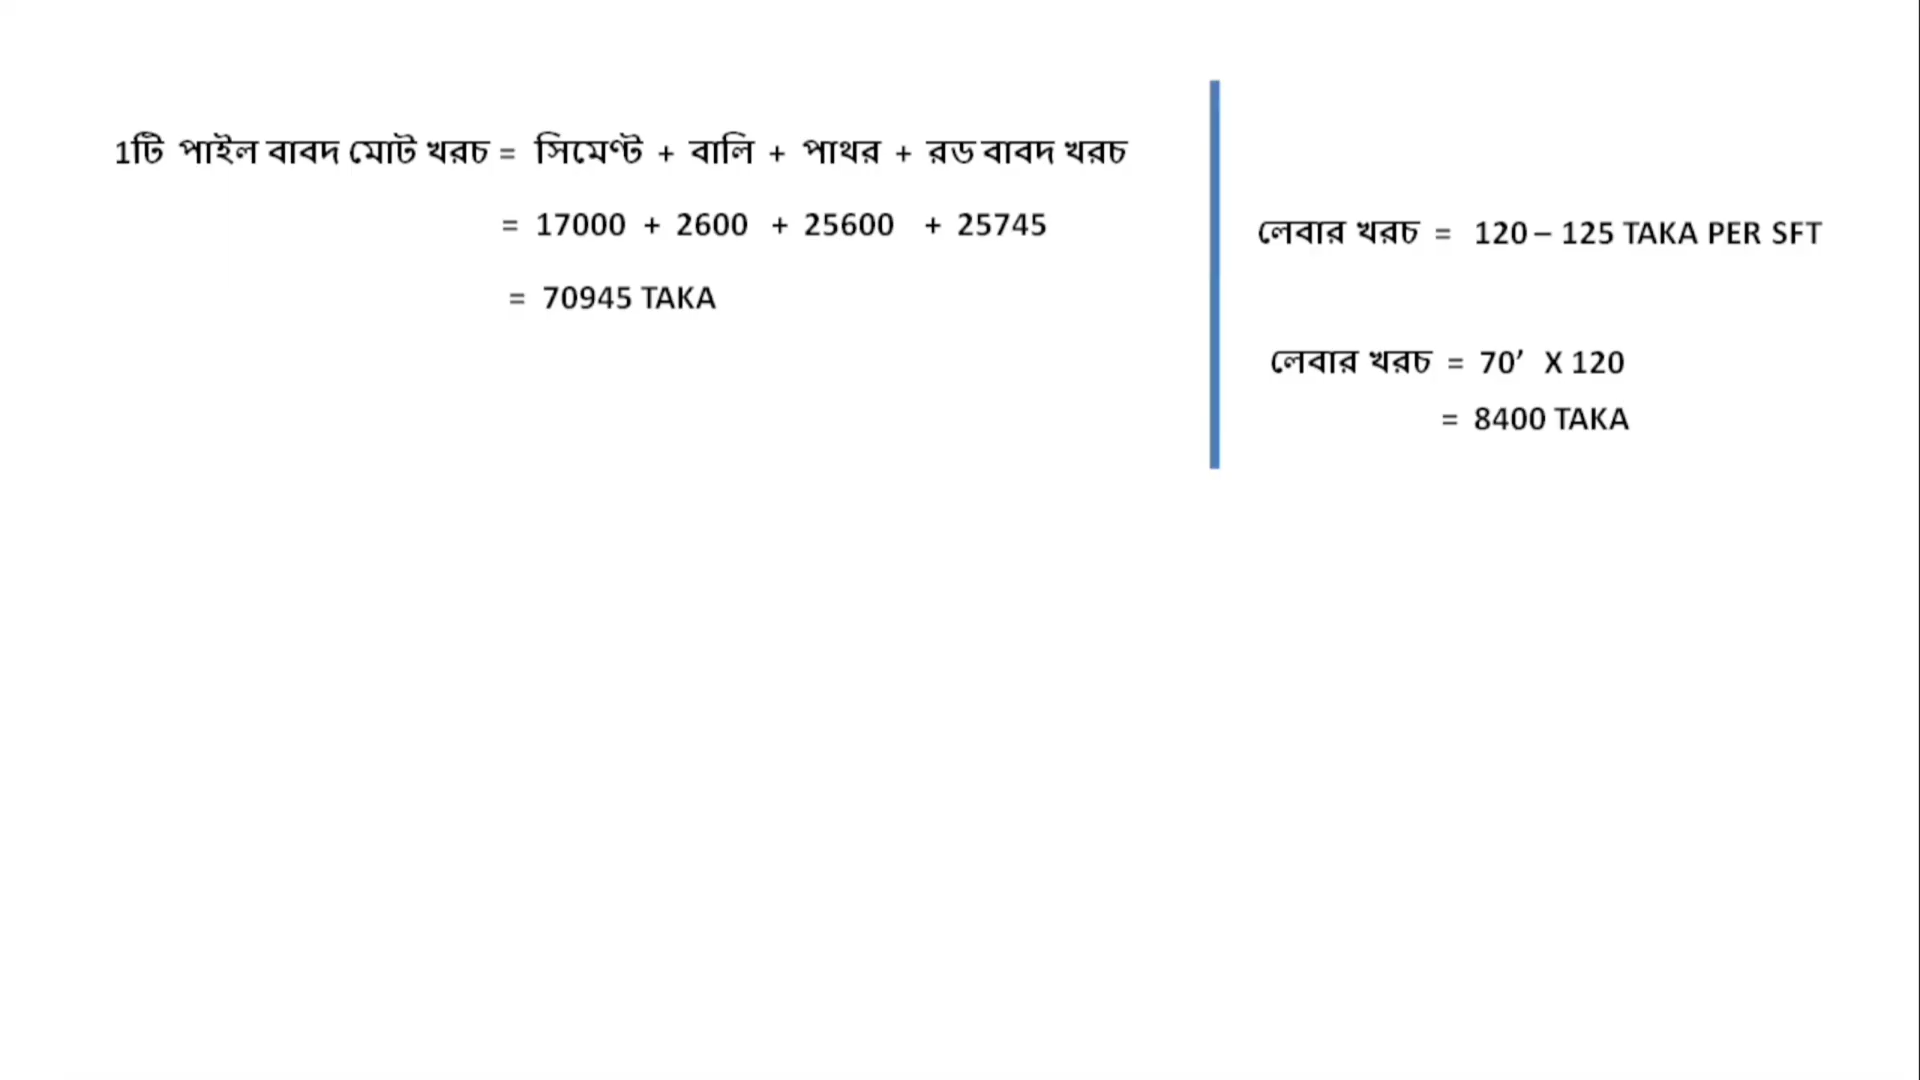 1টি পাইল বাবদ মোট খরচ = সিমেণ্ট + বালি + পাথর + রড বাবদ খরচ
= 17000 + 2600 + 25600 + 25745
= 70945 TAKA
লেবার খরচ = 120 – 125 TAKA PER SFT
লেবার খরচ = 70’ X 120
= 8400 TAKA